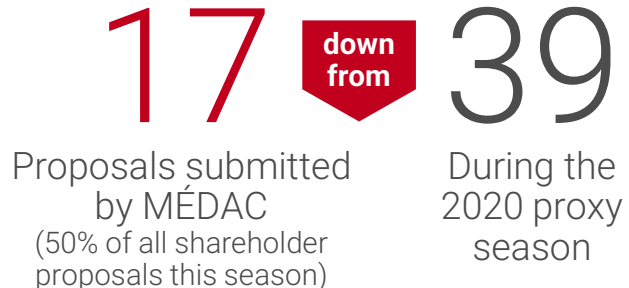 17
down
from
39
Proposals submitted
by MÉDAC
(50% of all shareholder
proposals this season)
During the
2020 proxy
season